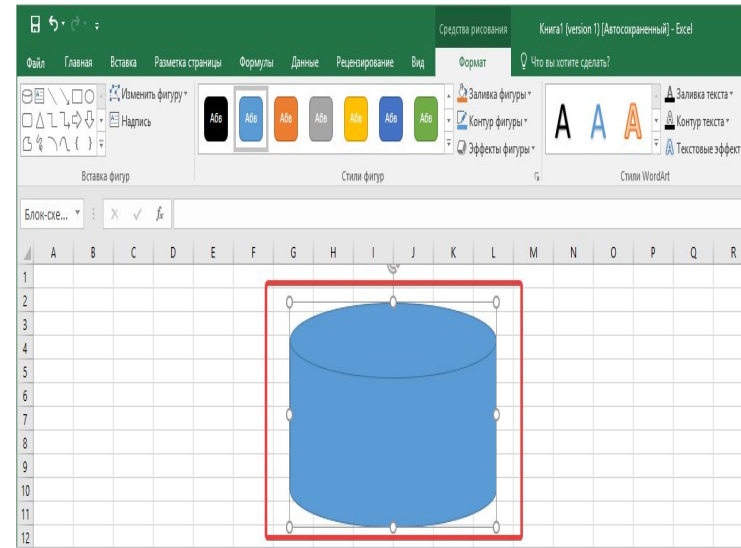 Средства рисования Книга1 (version 1) [Автосохраненный] - Excel
Файл Главная Вставка Разметка страницы Формулы Данные Рецензирование Вид Формат Что вы хотите сделать?
Изменить фигуру
Надпись
Абв Абв Абв Абв Абв Абв Абв
Заливка фигуры
Контур фигуры
Эффекты фигуры
A A A
Заливка текста
Контур текста
Текстовые эффект
Вставка фигур Стили фигур Стили WordArt
Блок-схе... fx
A B C D E F G H I J K L M N O P Q R
1
2
3
4
5
6
7
8
9
10
11
12